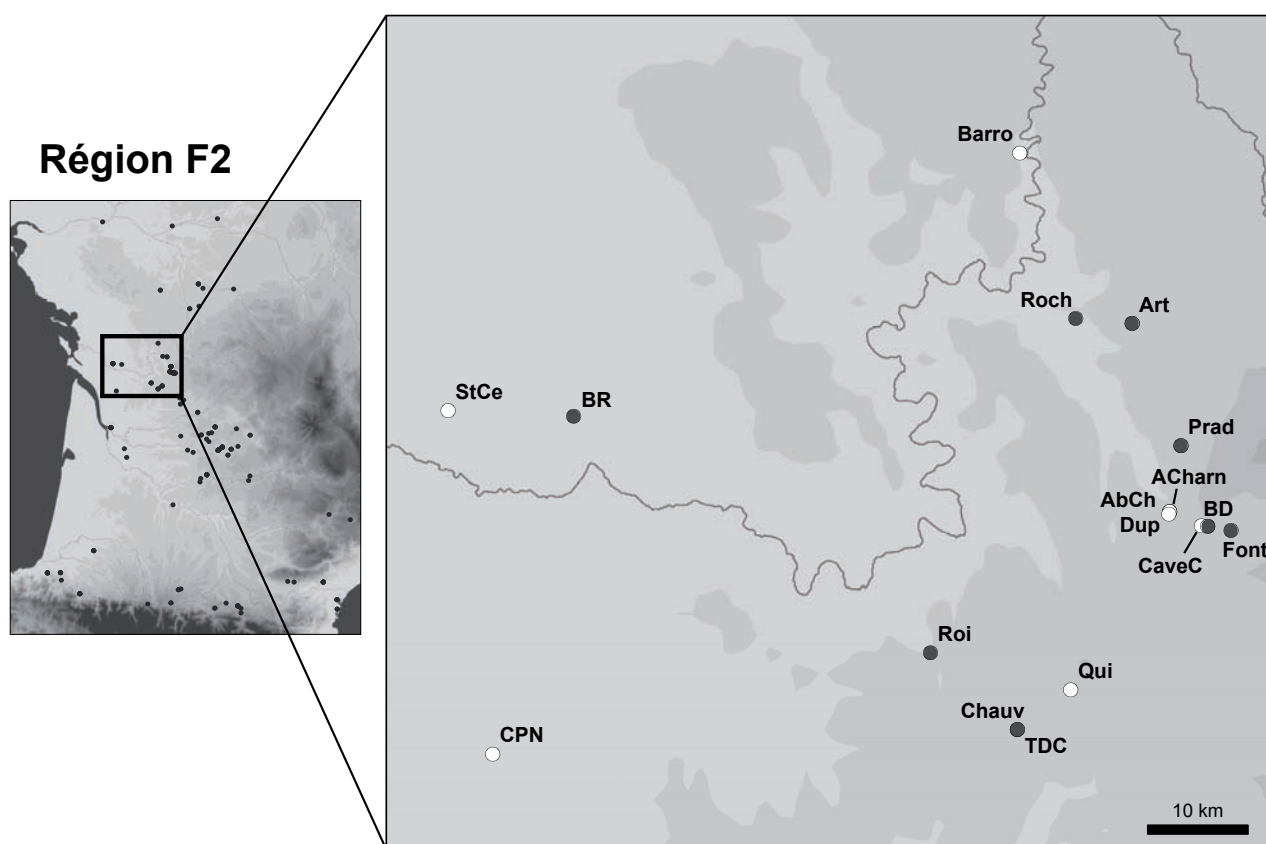 Région F2
Barro
Roch
Art
StCe
BR
Prad
ACharn
AbCh
BD
Dup
Font
CaveC
Roi
Qui
Chauv
CPN
TDC
10 km